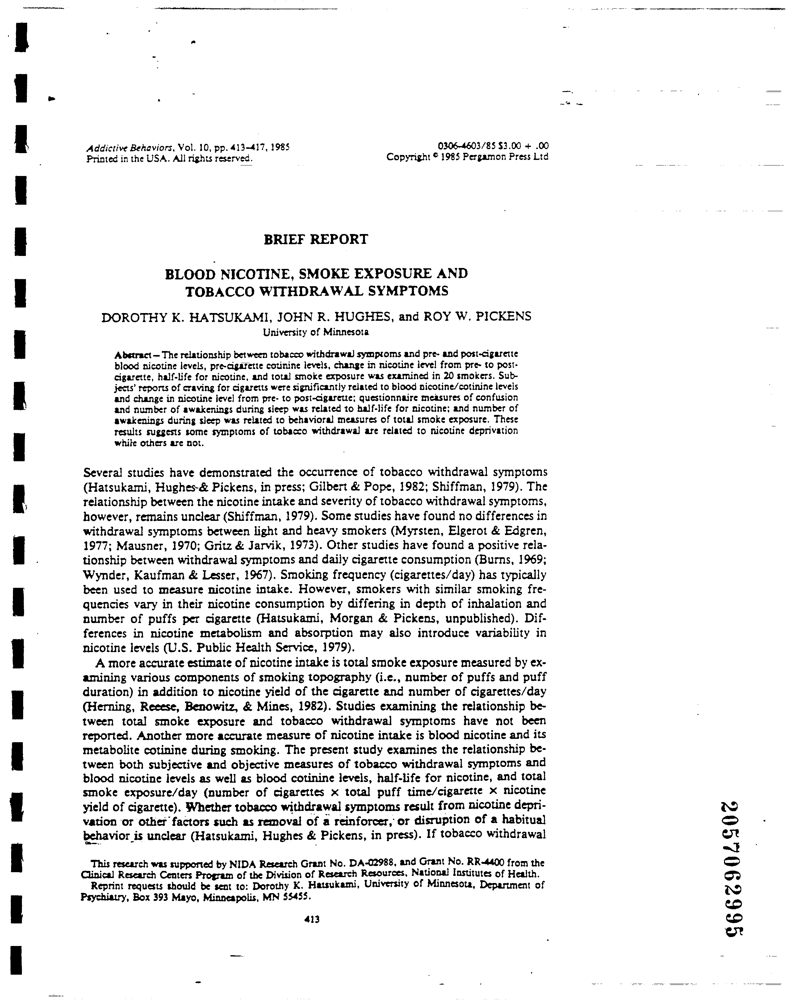 Addictive Behaviors, Vol. 10, pp. 413-417, 1985
Printed in the USA. All rights reserved.
0306-4603/85 $3.00 + .00
Copyright © 1985 Pergamon Press Ltd
BRIEF REPORT
BLOOD NICOTINE, SMOKE EXPOSURE AND
TOBACCO WITHDRAWAL SYMPTOMS
DOROTHY K. HATSUKAMI, JOHN R. HUGHES, and ROY W. PICKENS
University of Minnesota
Abstract—The relationship between tobacco withdrawal symptoms and pre- and post-cigarette
blood nicotine levels, pre-cigarette cotinine levels, change in nicotine level from pre- to post-
cigarette, half-life for nicotine, and total smoke exposure was examined in 20 smokers. Sub-
jects' reports of craving for cigaretts were significantly related to blood nicotine/cotinine levels
and change in nicotine level from pre- to post-cigarette; questionnaire measures of confusion
and number of awakenings during sleep was related to half-life for nicotine; and number of
awakenings during sleep was related to behavioral measures of total smoke exposure. These
results suggests some symptoms of tobacco withdrawal are related to nicotine deprivation
while others are not.
Several studies have demonstrated the occurrence of tobacco withdrawal symptoms
(Hatsukami, Hughes & Pickens, in press; Gilbert & Pope, 1982; Shiffman, 1979). The
relationship between the nicotine intake and severity of tobacco withdrawal symptoms,
however, remains unclear (Shiffman, 1979). Some studies have found no differences in
withdrawal symptoms between light and heavy smokers (Myrsten, Elgerot & Edgren,
1977; Mausner, 1970; Gritz & Jarvik, 1973). Other studies have found a positive rela-
tionship between withdrawal symptoms and daily cigarette consumption (Burns, 1969;
Wynder, Kaufman & Lesser, 1967). Smoking frequency (cigarettes/day) has typically
been used to measure nicotine intake. However, smokers with similar smoking fre-
quencies vary in their nicotine consumption by differing in depth of inhalation and
number of puffs per cigarette (Hatsukami, Morgan & Pickens, unpublished). Dif-
ferences in nicotine metabolism and absorption may also introduce variability in
nicotine levels (U.S. Public Health Service, 1979).
A more accurate estimate of nicotine intake is total smoke exposure measured by ex-
amining various components of smoking topography (i.e., number of puffs and puff
duration) in addition to nicotine yield of the cigarette and number of cigarettes/day
(Herning, Reeese, Benowitz, & Mines, 1982). Studies examining the relationship be-
tween total smoke exposure and tobacco withdrawal symptoms have not been
reported. Another more accurate measure of nicotine intake is blood nicotine and its
metabolite cotinine during smoking. The present study examines the relationship be-
tween both subjective and objective measures of tobacco withdrawal symptoms and
blood nicotine levels as well as blood cotinine levels, half-life for nicotine, and total
smoke exposure/day (number of cigarettes × total puff time/cigarette × nicotine
yield of cigarette). Whether tobacco withdrawal symptoms result from nicotine depri-
vation or other factors such as removal of a reinforcer, or disruption of a habitual
behavior is unclear (Hatsukami, Hughes & Pickens, in press). If tobacco withdrawal
This research was supported by NIDA Research Grant No. DA-02988, and Grant No. RR-4400 from the
Clinical Research Centers Program of the Division of Research Resources, National Institutes of Health.
Reprint requests should be sent to: Dorothy K. Hatsukami, University of Minnesota, Department of
Psychiatry, Box 393 Mayo, Minneapolis, MN 55455.
413
2057062995